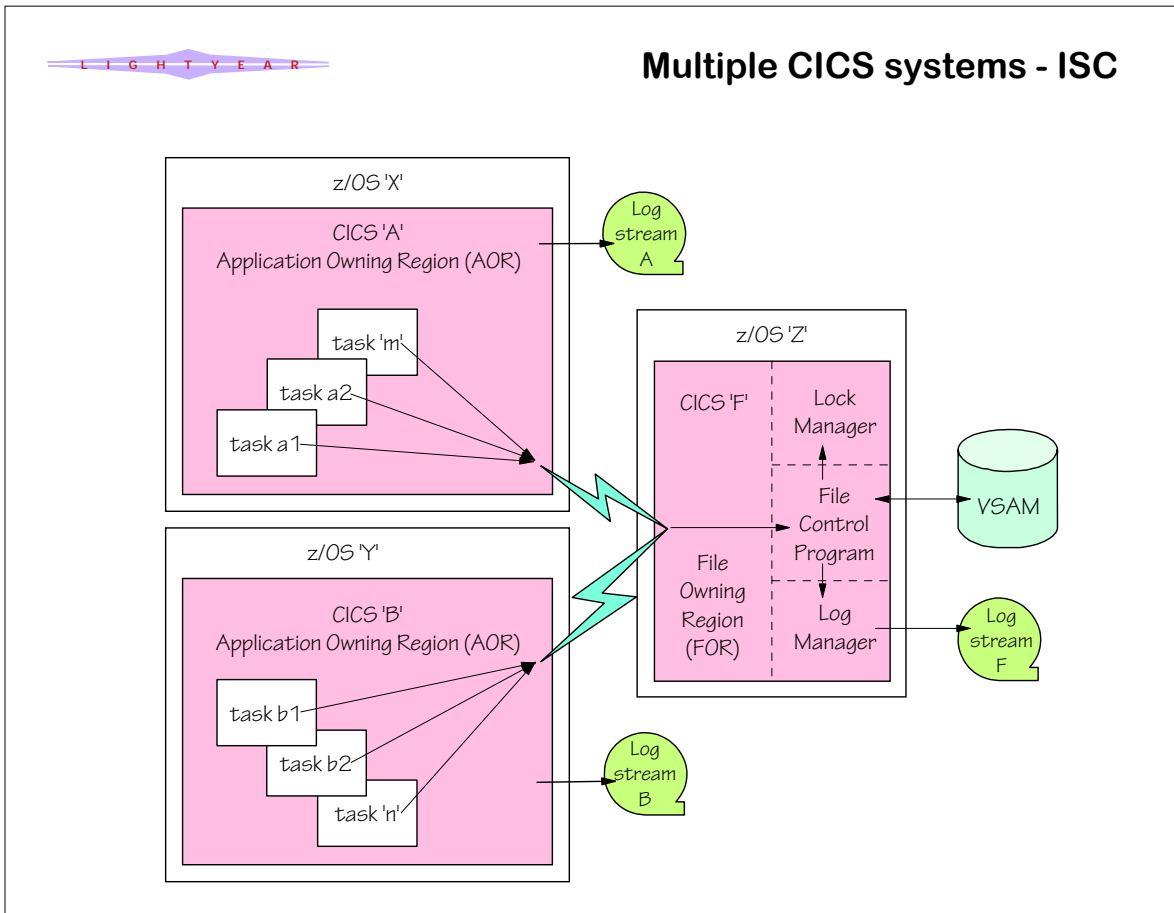 LIGHTYEAR
Multiple CICS systems - ISC
z/OS 'X'
CICS 'A'
Application Owning Region (AOR)
task 'm'
task a2
task a1
Log
stream
A
z/OS 'Y'
CICS 'B'
Application Owning Region (AOR)
task b1
task b2
task 'n'
Log
stream
B
z/OS 'Z'
CICS 'F'
File
Owning
Region
(FOR)
Lock
Manager
File
Control
Program
Log
Manager
VSAM
Log
stream
F